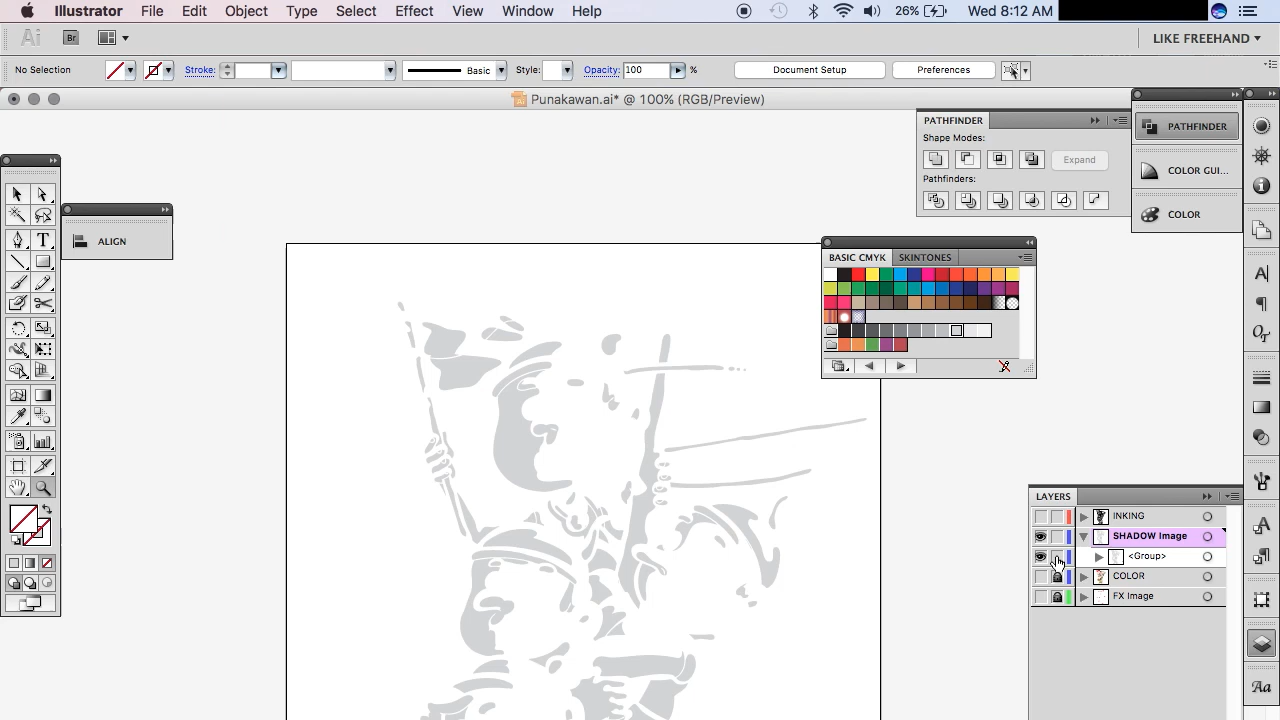 Illustrator File Edit Object Type Select Effect View Window Help 26% Wed 8:12 AM
Ai Br LIKE FREEHAND
No Selection Stroke: Basic Style: Opacity: 100 % Document Setup Preferences
Punakawan.ai* @ 100% (RGB/Preview)
PATHFINDER
Shape Modes:
Expand
Pathfinders:
PATHFINDER
COLOR GUI...
COLOR
ALIGN
T
BASIC CMYK SKINTONES
LAYERS
INKING
SHADOW Image
<Group>
COLOR
FX Image